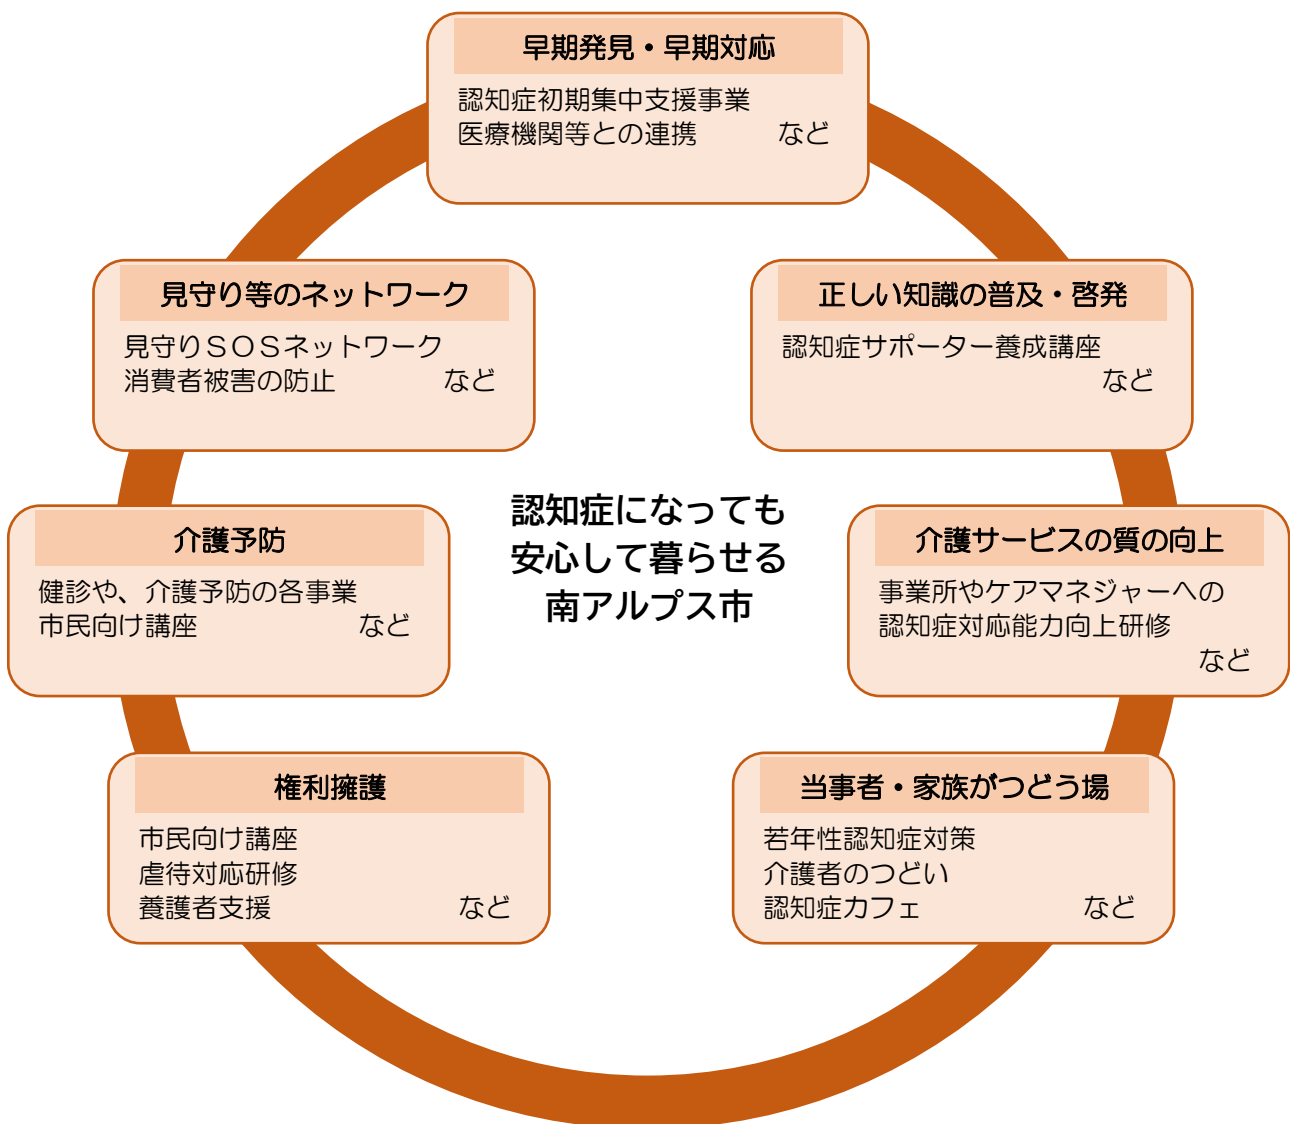 早期発見・早期対応
認知症初期集中支援事業
医療機関等との連携　　　など
見守り等のネットワーク
見守りＳＯＳネットワーク
消費者被害の防止　　　　など
正しい知識の普及・啓発
認知症サポーター養成講座
など
認知症になっても
安心して暮らせる
南アルプス市
介護予防
健診や、介護予防の各事業
市民向け講座　　　　　　など
介護サービスの質の向上
事業所やケアマネジャーへの
認知症対応能力向上研修
など
権利擁護
市民向け講座
虐待対応研修
養護者支援　　　　　　　など
当事者・家族がつどう場
若年性認知症対策
介護者のつどい
認知症カフェ　　　　　　など